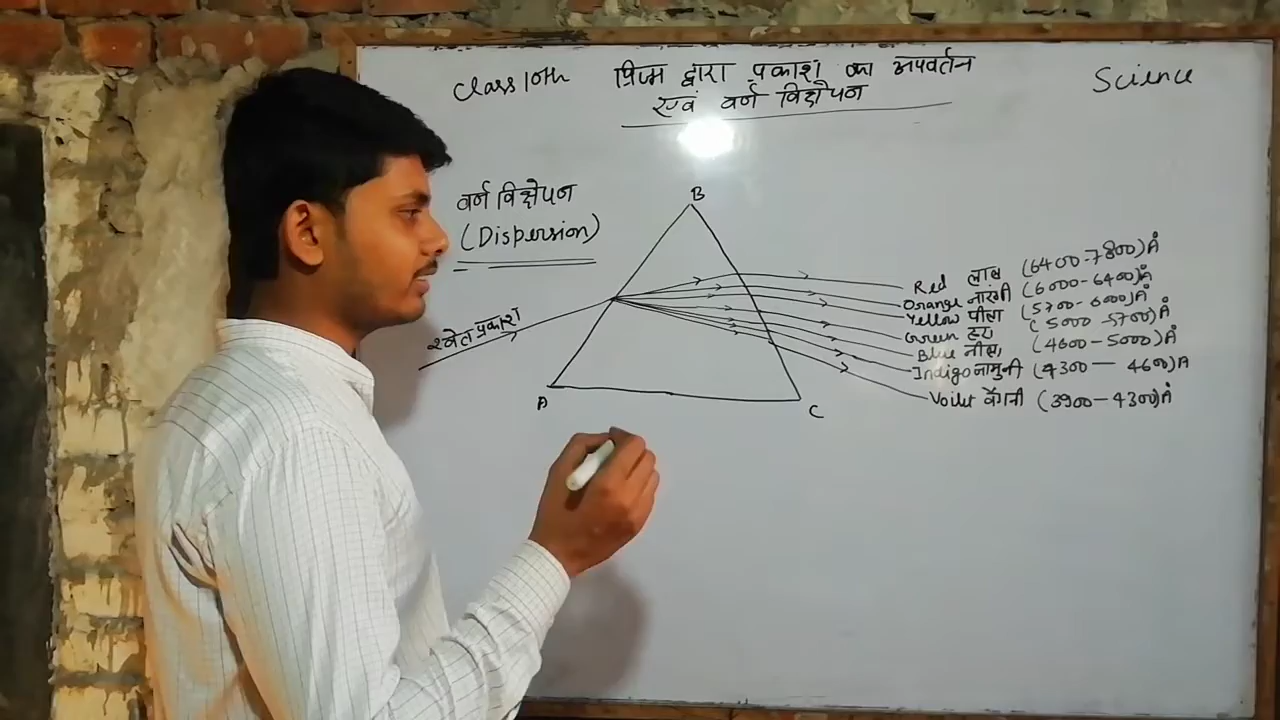 Class 10th
प्रिज्म द्वारा प्रकाश का अपवर्तन
एवं वर्ण विक्षेपण
Science
वर्ण विक्षेपण
(Dispersion)
श्वेत प्रकाश
B
A
C
Red लाल (6400-7800)Å
Orange नारंगी (6000-6400)Å
Yellow पीला (5700-6000)Å
Green हरा (5000-5700)Å
Blue नीला (4600-5000)Å
Indigo जामुनी (4300-4600)A
Voilet बैंगनी (3900-4300)Å